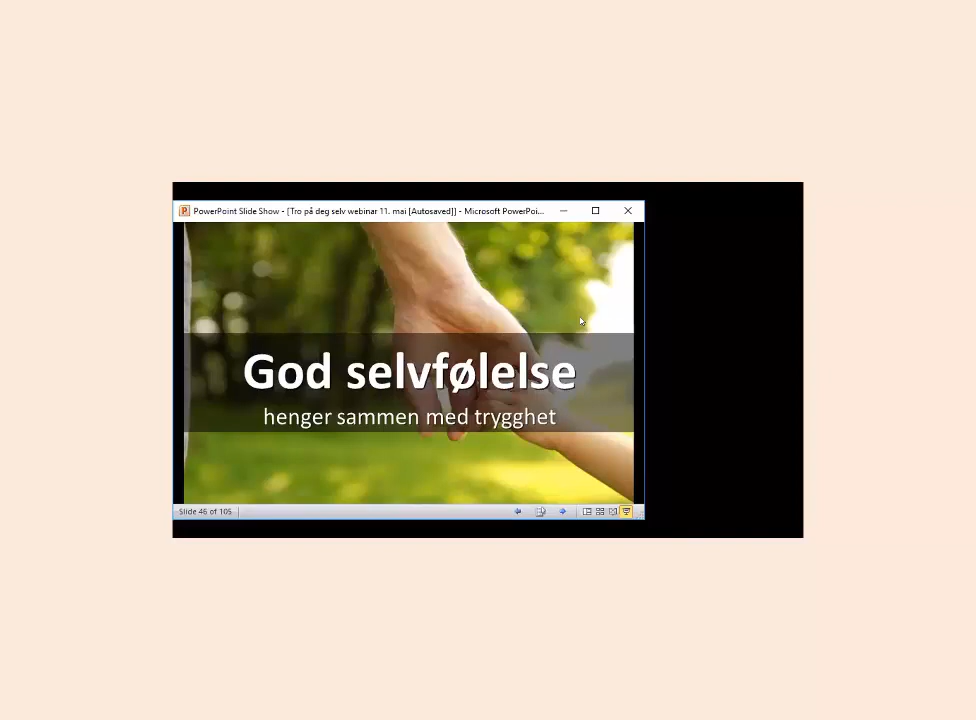 PowerPoint Slide Show - [Tro på deg selv webinar 11. mai [Autosaved]] - Microsoft PowerPoi...
God selvfølelse
henger sammen med trygghet
Slide 46 of 105